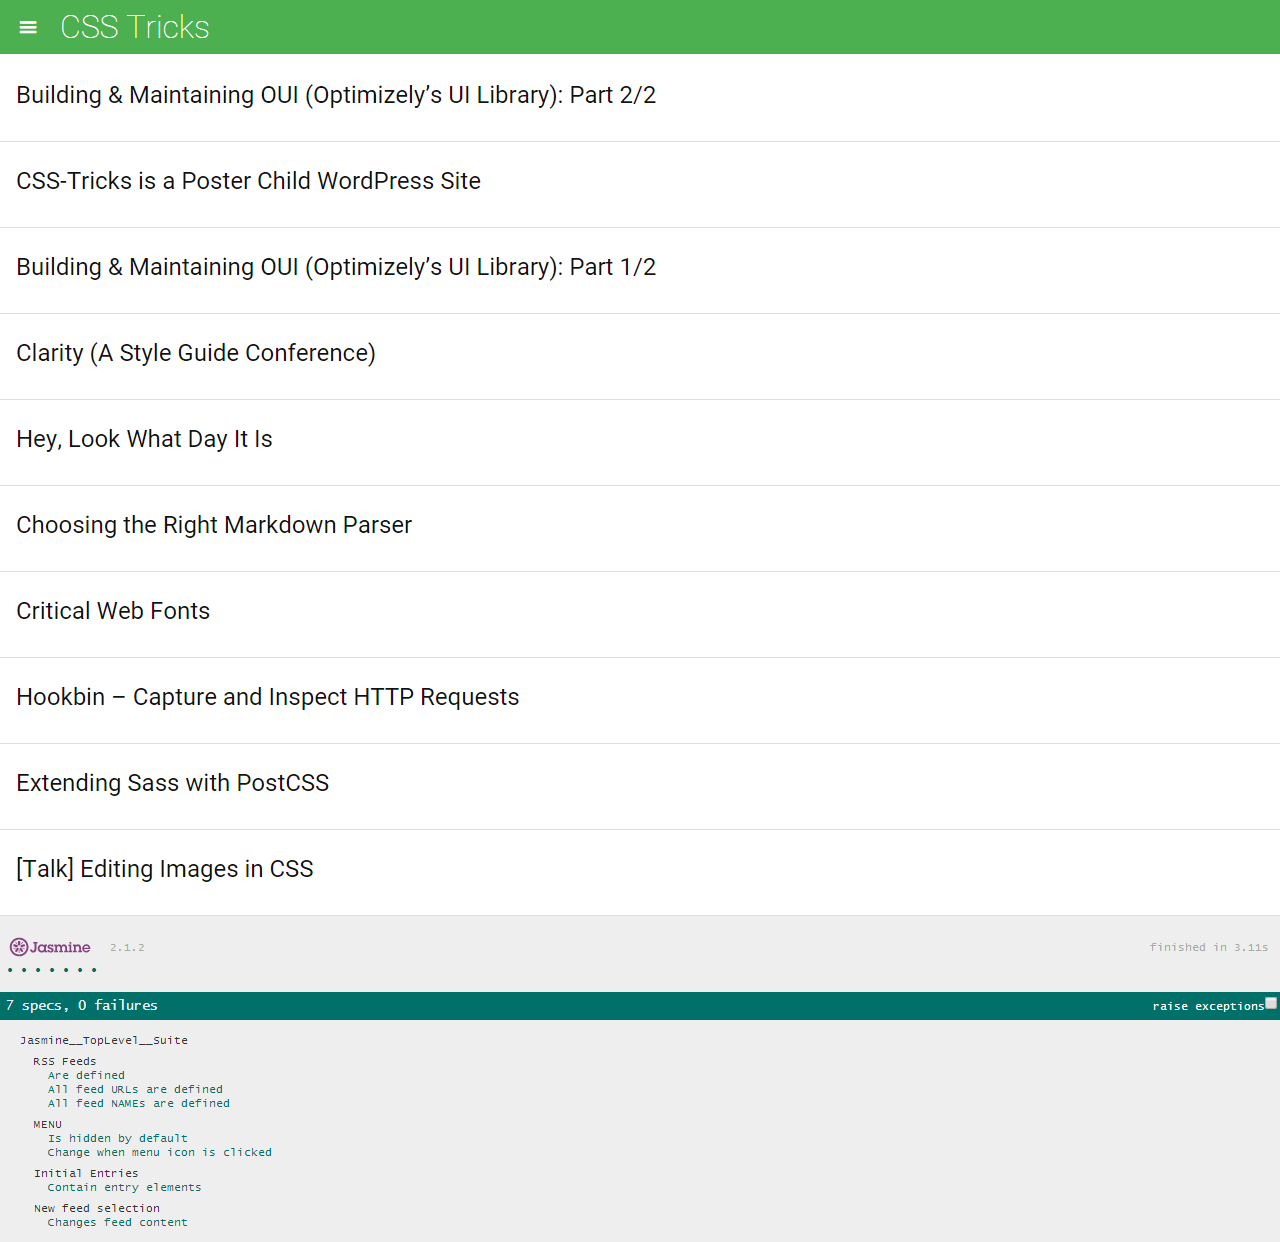 CSS Tricks
Building & Maintaining OUI (Optimizely’s UI Library): Part 2/2
CSS-Tricks is a Poster Child WordPress Site
Building & Maintaining OUI (Optimizely’s UI Library): Part 1/2
Clarity (A Style Guide Conference)
Hey, Look What Day It Is
Choosing the Right Markdown Parser
Critical Web Fonts
Hookbin – Capture and Inspect HTTP Requests
Extending Sass with PostCSS
[Talk] Editing Images in CSS
Jasmine 2.1.2 finished in 3.11s
7 specs, 0 failures raise exceptions
Jasmine__TopLevel__Suite
RSS Feeds
Are defined
All feed URLs are defined
All feed NAMEs are defined
MENU
Is hidden by default
Change when menu icon is clicked
Initial Entries
Contain entry elements
New feed selection
Changes feed content